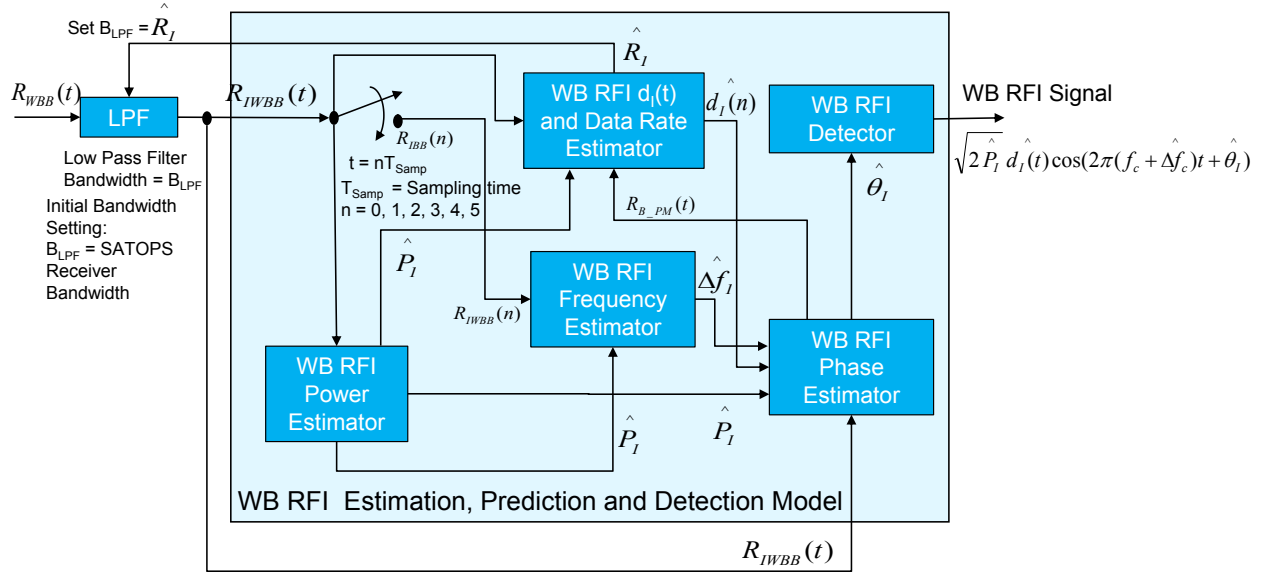 Set B_LPF = R̂_I
R_WBB(t)
LPF
Low Pass Filter
Bandwidth = B_LPF
Initial Bandwidth
Setting:
B_LPF = SATOPS
Receiver
Bandwidth
R_IWBB(t)
R_IBB(n)
t = nT_Samp
T_Samp = Sampling time
n = 0, 1, 2, 3, 4, 5
R̂_I
WB RFI d_I(t)
and Data Rate
Estimator
d̂_I(n)
WB RFI
Detector
WB RFI Signal
√(2P̂_I) d̂_I(t) cos(2π(f_c + Δf̂_c)t + θ̂_I)
θ̂_I
R_B_PM(t)
P̂_I
R_IWBB(n)
WB RFI
Frequency
Estimator
Δf̂_I
WB RFI
Power
Estimator
WB RFI
Phase
Estimator
P̂_I
P̂_I
WB RFI Estimation, Prediction and Detection Model
R_IWBB(t)